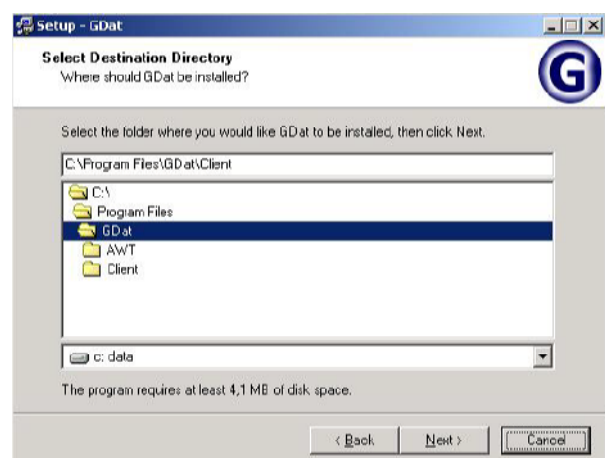 Setup - GDat
Select Destination Directory
Where should GDat be installed?
G
Select the folder where you would like GDat to be installed, then click Next.
C:\Program Files\GDat\Client
C:\
Program Files
GDat
AWT
Client
c: data
The program requires at least 4,1 MB of disk space.
< Back
Next >
Cancel